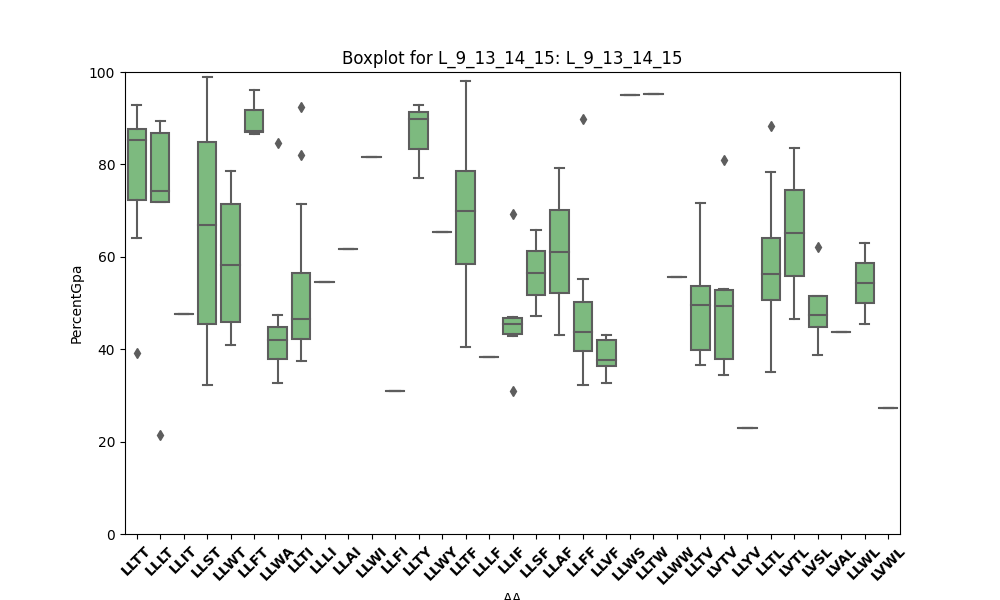 Boxplot for L_9_13_14_15: L_9_13_14_15
100
80
60
40
20
0
PercentGpa
LLTT LLLT LLIT LLST LLWT LLFT LLWA LLTI LLLI LLAI LLWI LLFI LLTY LLWY LLTF LLLF LLIF LLSF LLAF LLFF LLVF LLWS LLTW LLWW LLTV LVTV LLYV LLTL LVTL LVSL LVAL LLWL LVWL
AA